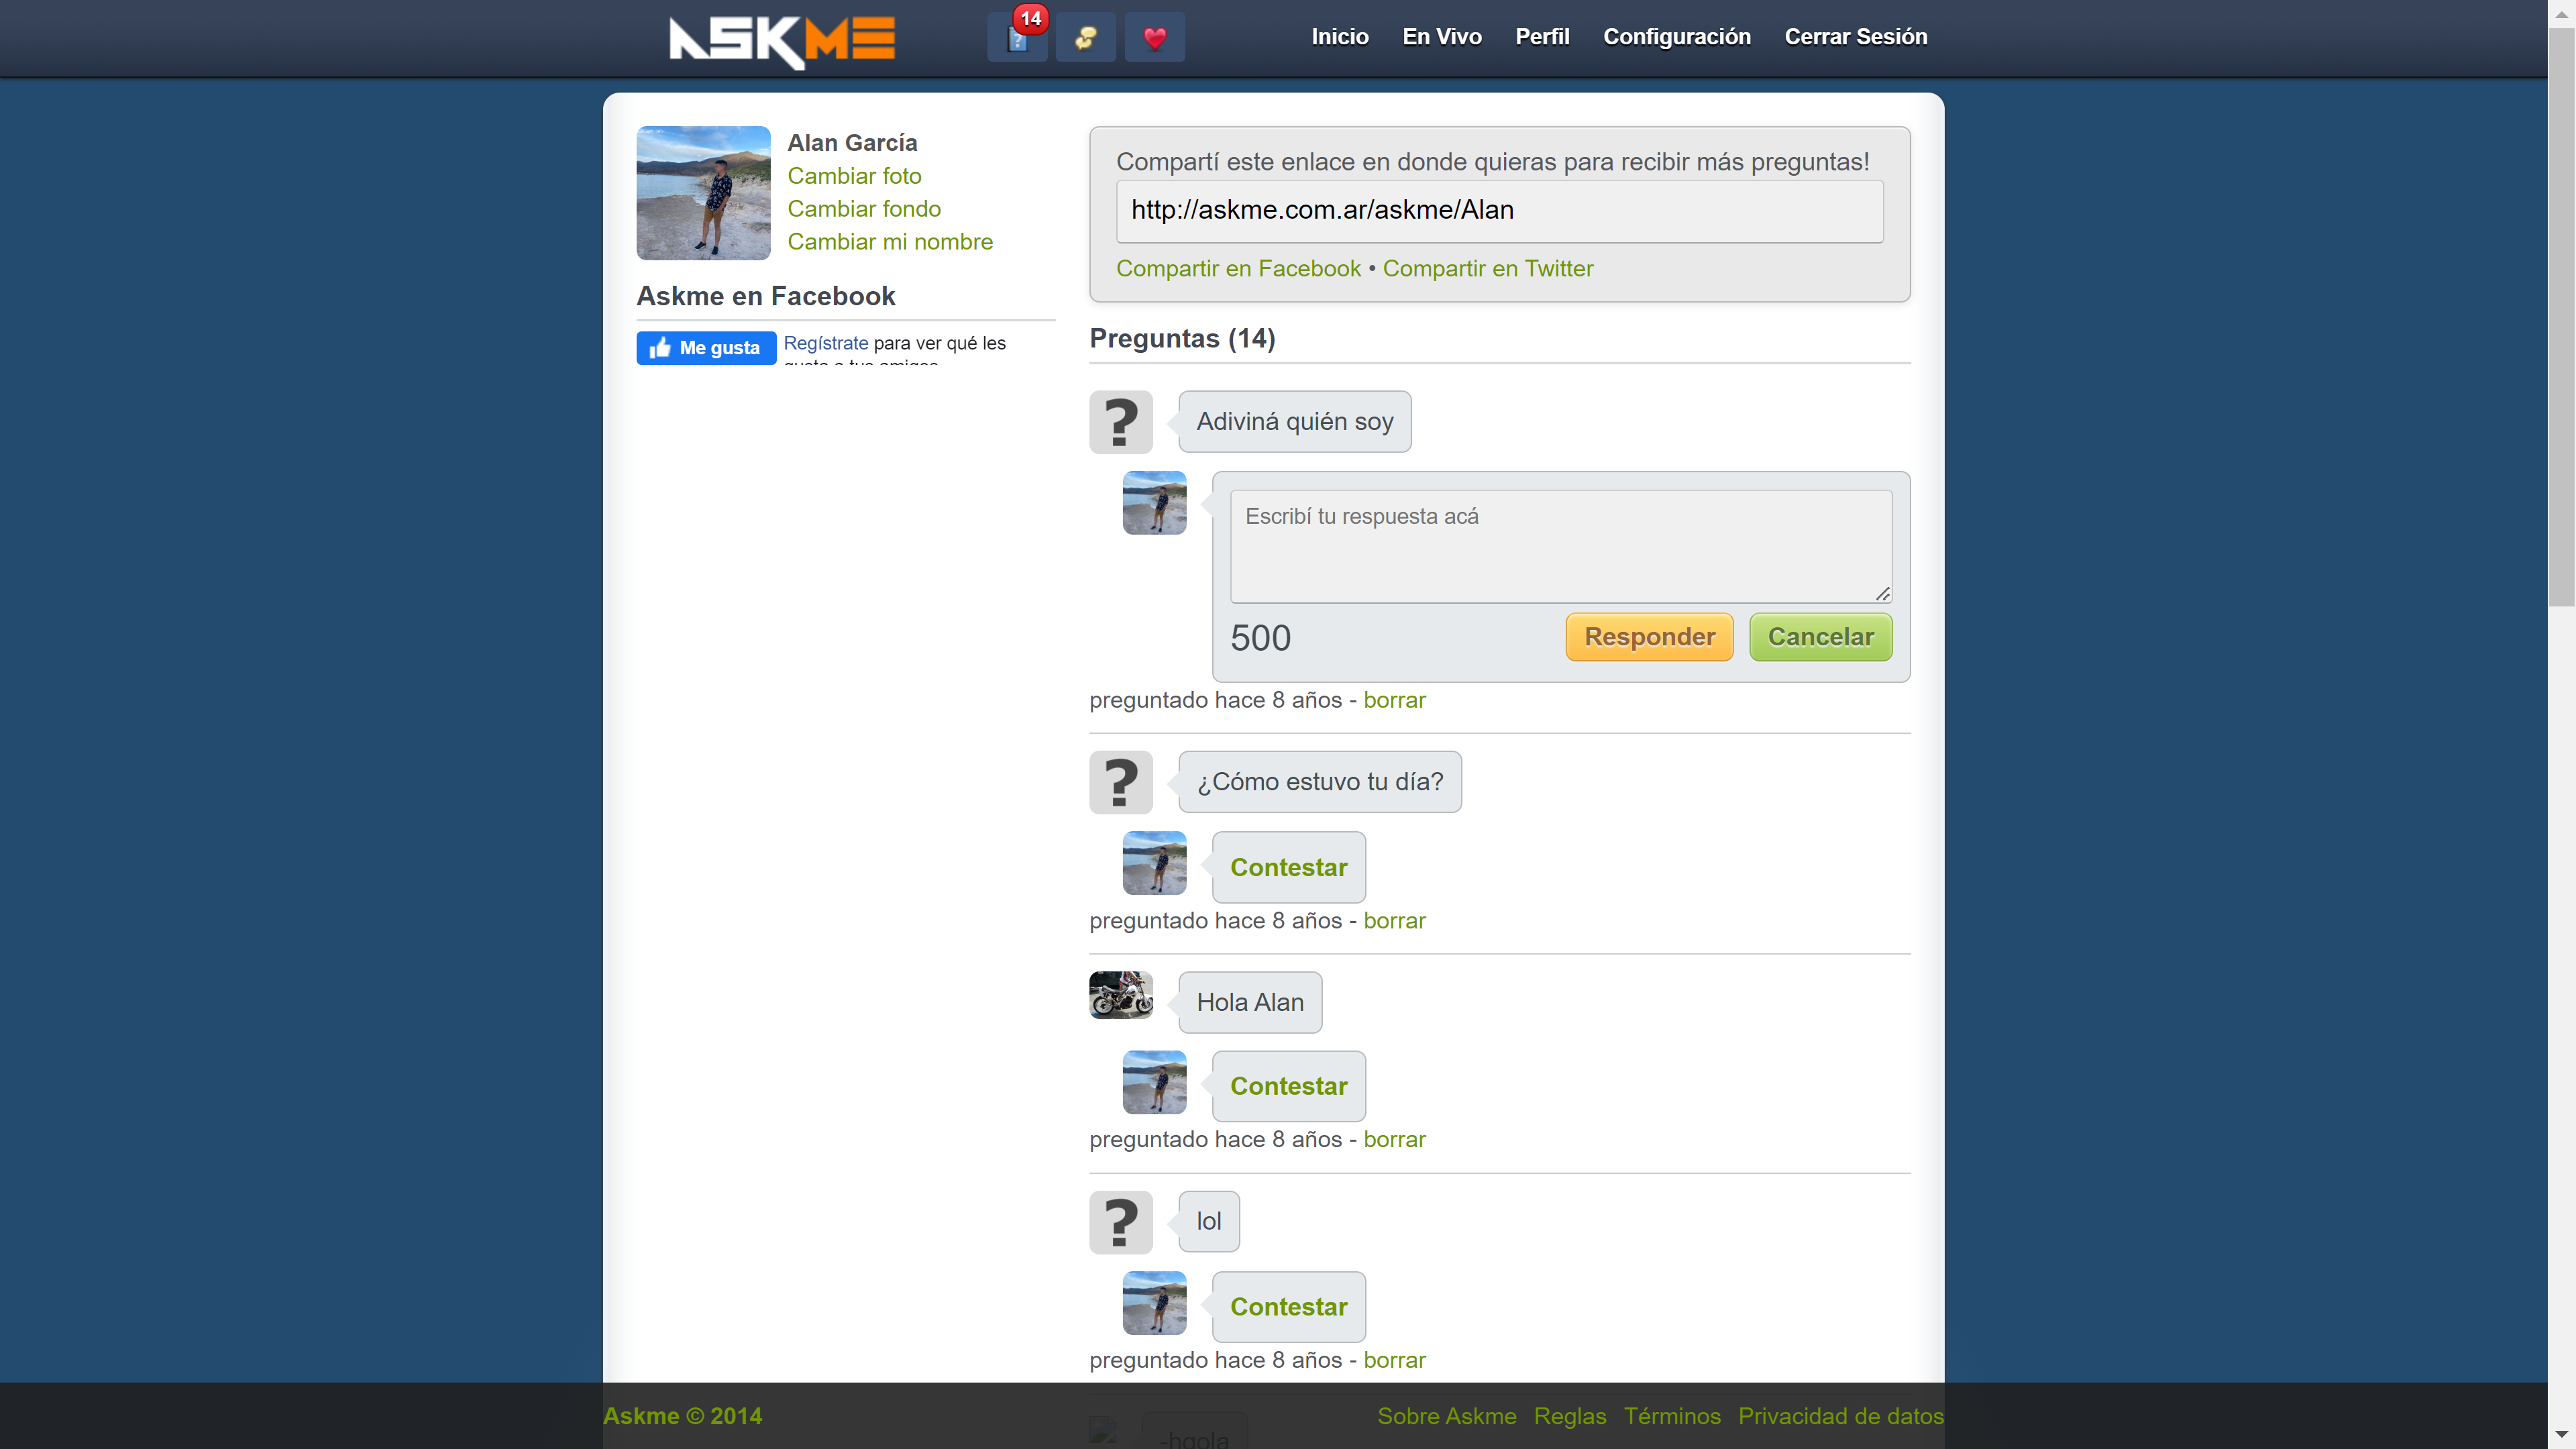 ASKME
14
Inicio
En Vivo
Perfil
Configuración
Cerrar Sesión
Alan García
Cambiar foto
Cambiar fondo
Cambiar mi nombre
Askme en Facebook
Me gusta
Regístrate para ver qué les
gusta a tus amigos.
Compartí este enlace en donde quieras para recibir más preguntas!
http://askme.com.ar/askme/Alan
Compartir en Facebook • Compartir en Twitter
Preguntas (14)
Adiviná quién soy
Escribí tu respuesta acá
500
Responder
Cancelar
preguntado hace 8 años - borrar
¿Cómo estuvo tu día?
Contestar
preguntado hace 8 años - borrar
Hola Alan
Contestar
preguntado hace 8 años - borrar
lol
Contestar
preguntado hace 8 años - borrar
-hgola
Askme © 2014
Sobre Askme
Reglas
Términos
Privacidad de datos